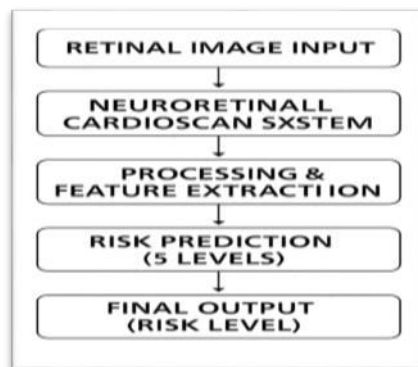 RETINAL IMAGE INPUT
NEURORETINALL
CARDIOSCAN SXSTEM
PROCESSING &
FEATURE EXTRACTIION
RISK PREDICTION
(5 LEVELS)
FINAL OUTPUT
(RISK LEVEL)